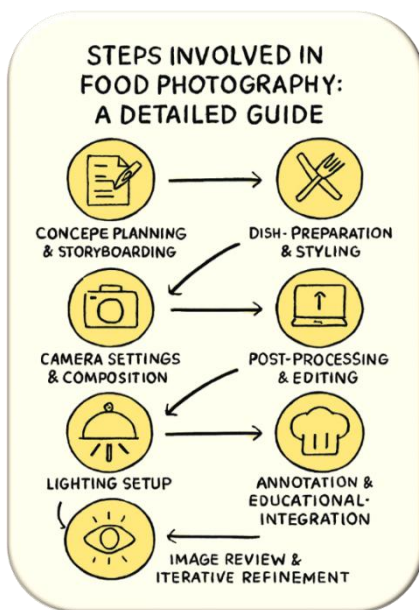 STEPS INVOLVED IN
FOOD PHOTOGRAPHY:
A DETAILED GUIDE
CONCEPE PLANNING
& STORYBOARDING
DISH-PREPARATION
& STYLING
CAMERA SETTINGS
& COMPOSITION
POST-PROCESSING
& EDITING
LIGHTING SETUP
ANNOTATION &
EDUCATIONAL-
INTEGRATION
IMAGE REVIEW &
ITERATIVE REFINEMENT